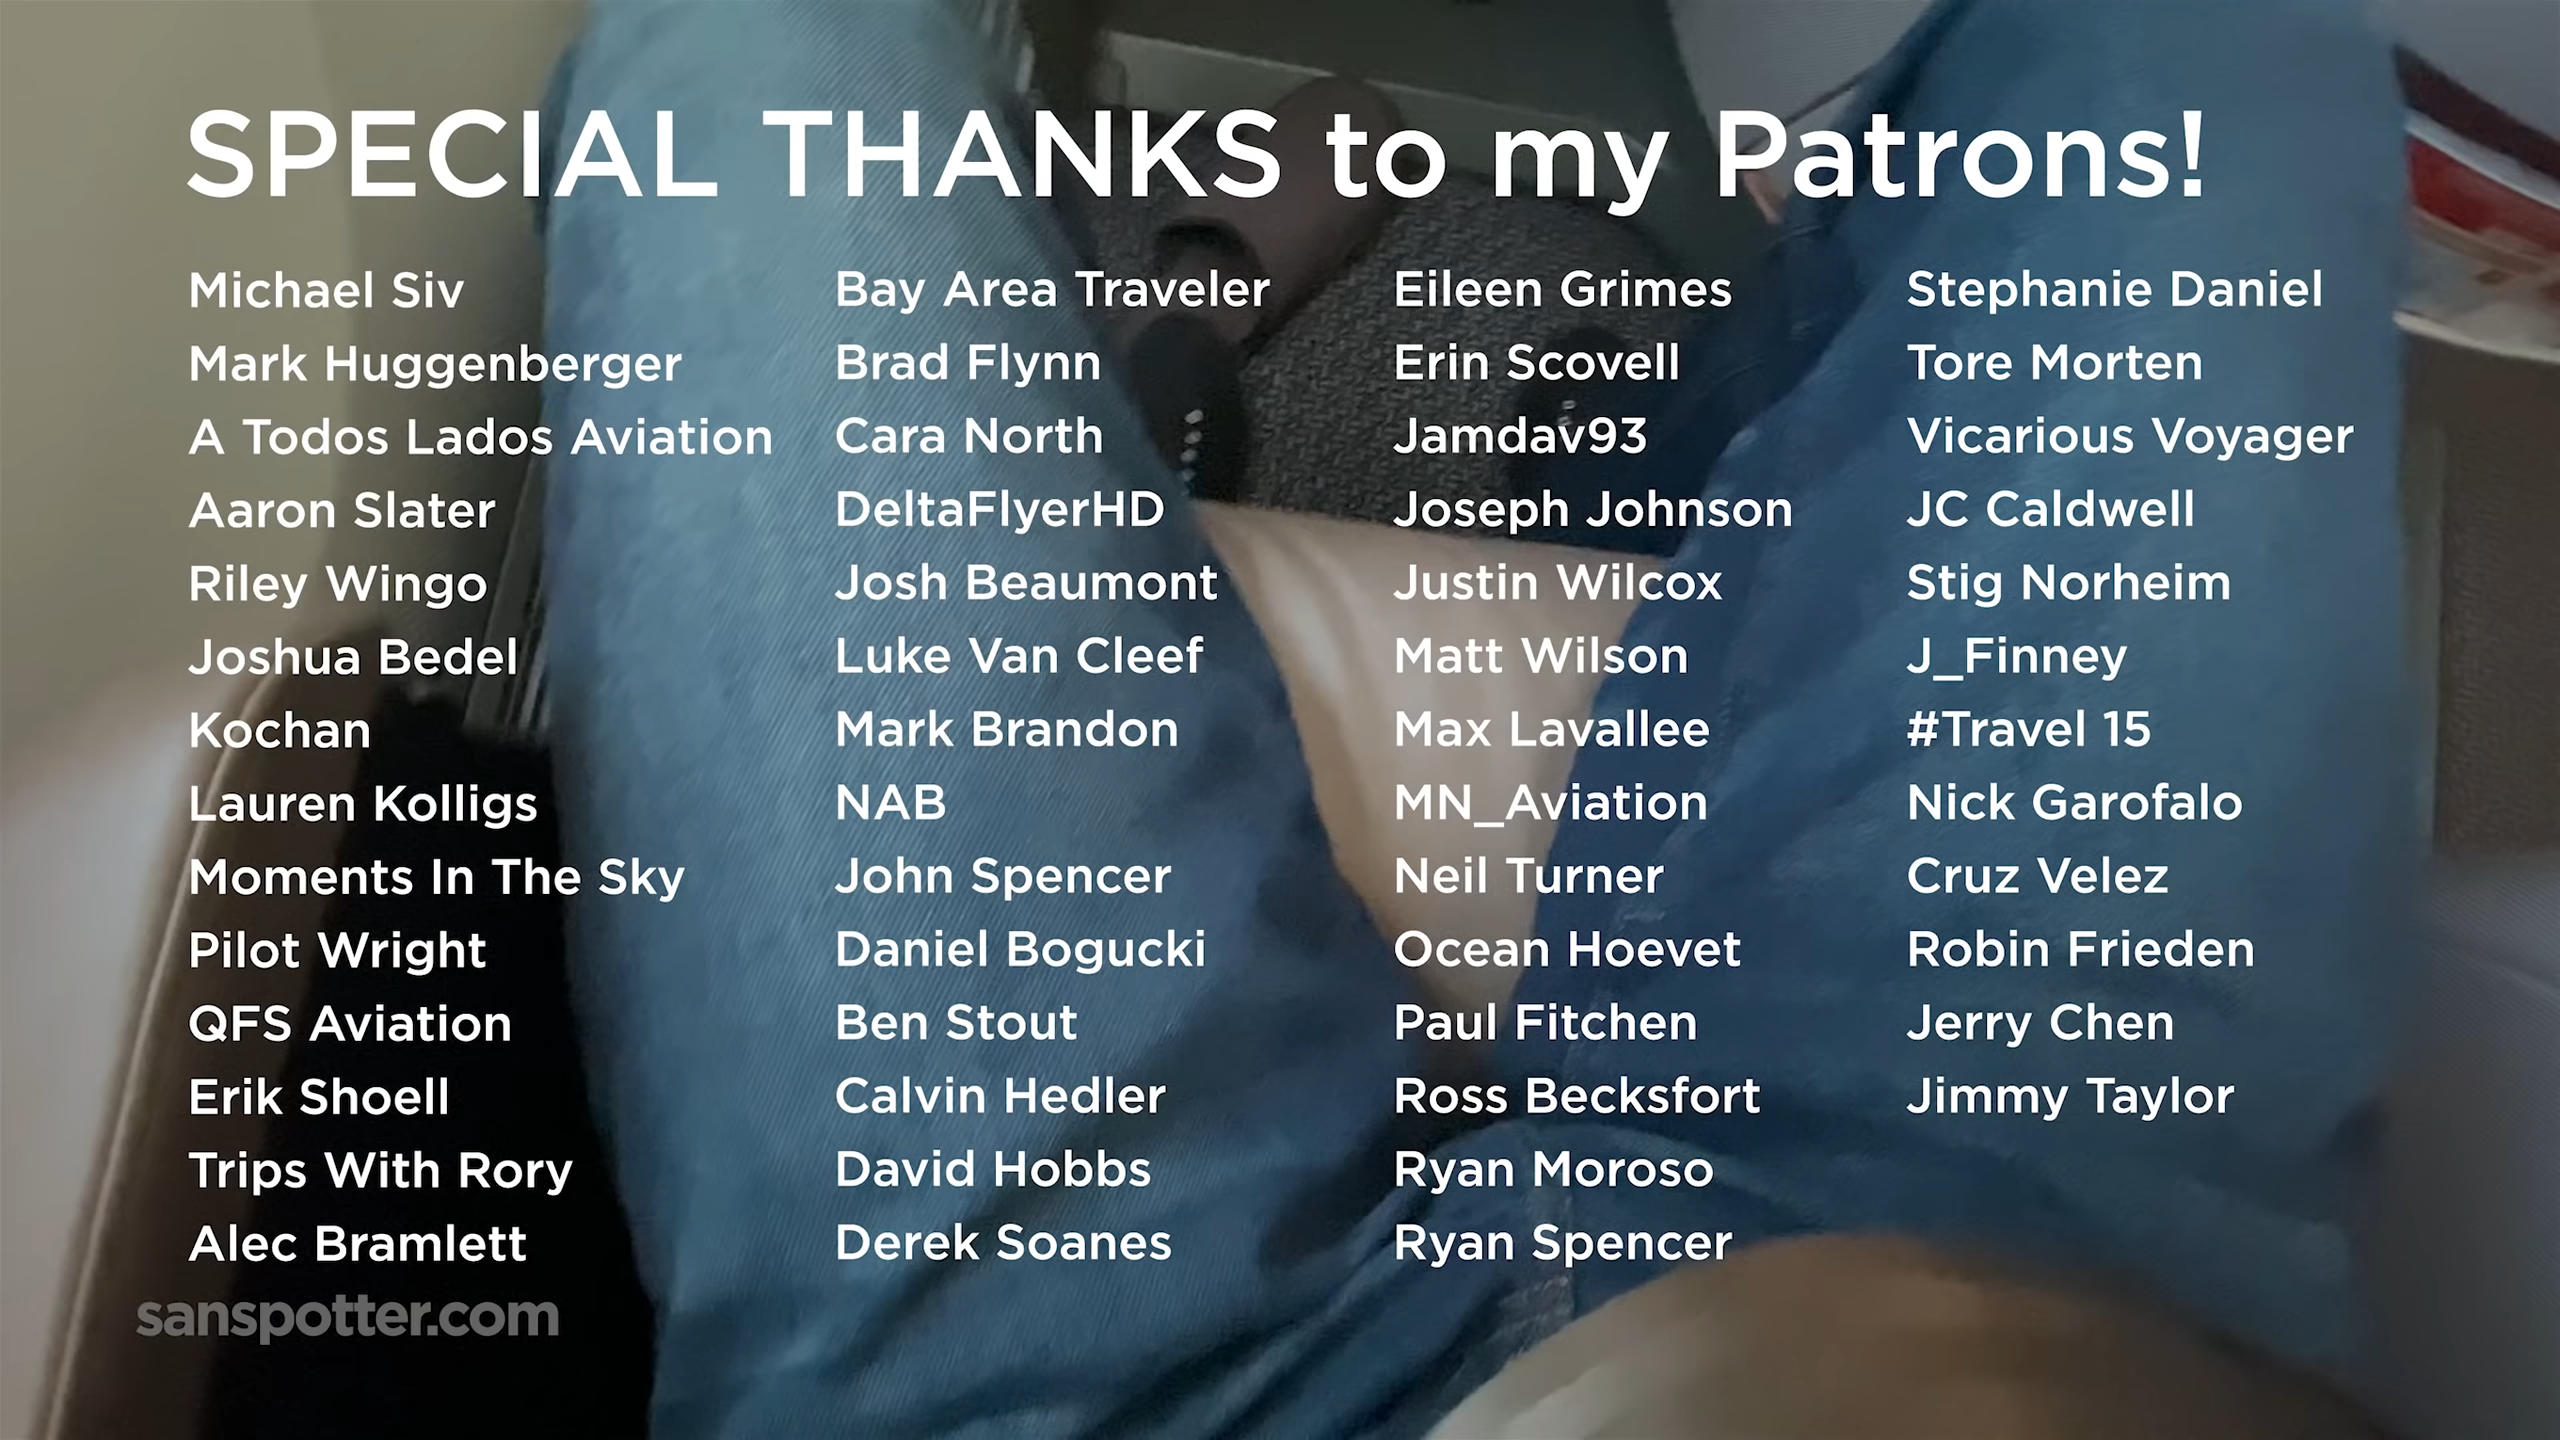 SPECIAL THANKS to my Patrons!
Michael Siv
Mark Huggenberger
A Todos Lados Aviation
Aaron Slater
Riley Wingo
Joshua Bedel
Kochan
Lauren Kolligs
Moments In The Sky
Pilot Wright
QFS Aviation
Erik Shoell
Trips With Rory
Alec Bramlett
Bay Area Traveler
Brad Flynn
Cara North
DeltaFlyerHD
Josh Beaumont
Luke Van Cleef
Mark Brandon
NAB
John Spencer
Daniel Bogucki
Ben Stout
Calvin Hedler
David Hobbs
Derek Soanes
Eileen Grimes
Erin Scovell
Jamdav93
Joseph Johnson
Justin Wilcox
Matt Wilson
Max Lavallee
MN_Aviation
Neil Turner
Ocean Hoevet
Paul Fitchen
Ross Becksfort
Ryan Moroso
Ryan Spencer
Stephanie Daniel
Tore Morten
Vicarious Voyager
JC Caldwell
Stig Norheim
J_Finney
#Travel 15
Nick Garofalo
Cruz Velez
Robin Frieden
Jerry Chen
Jimmy Taylor
sanspotter.com